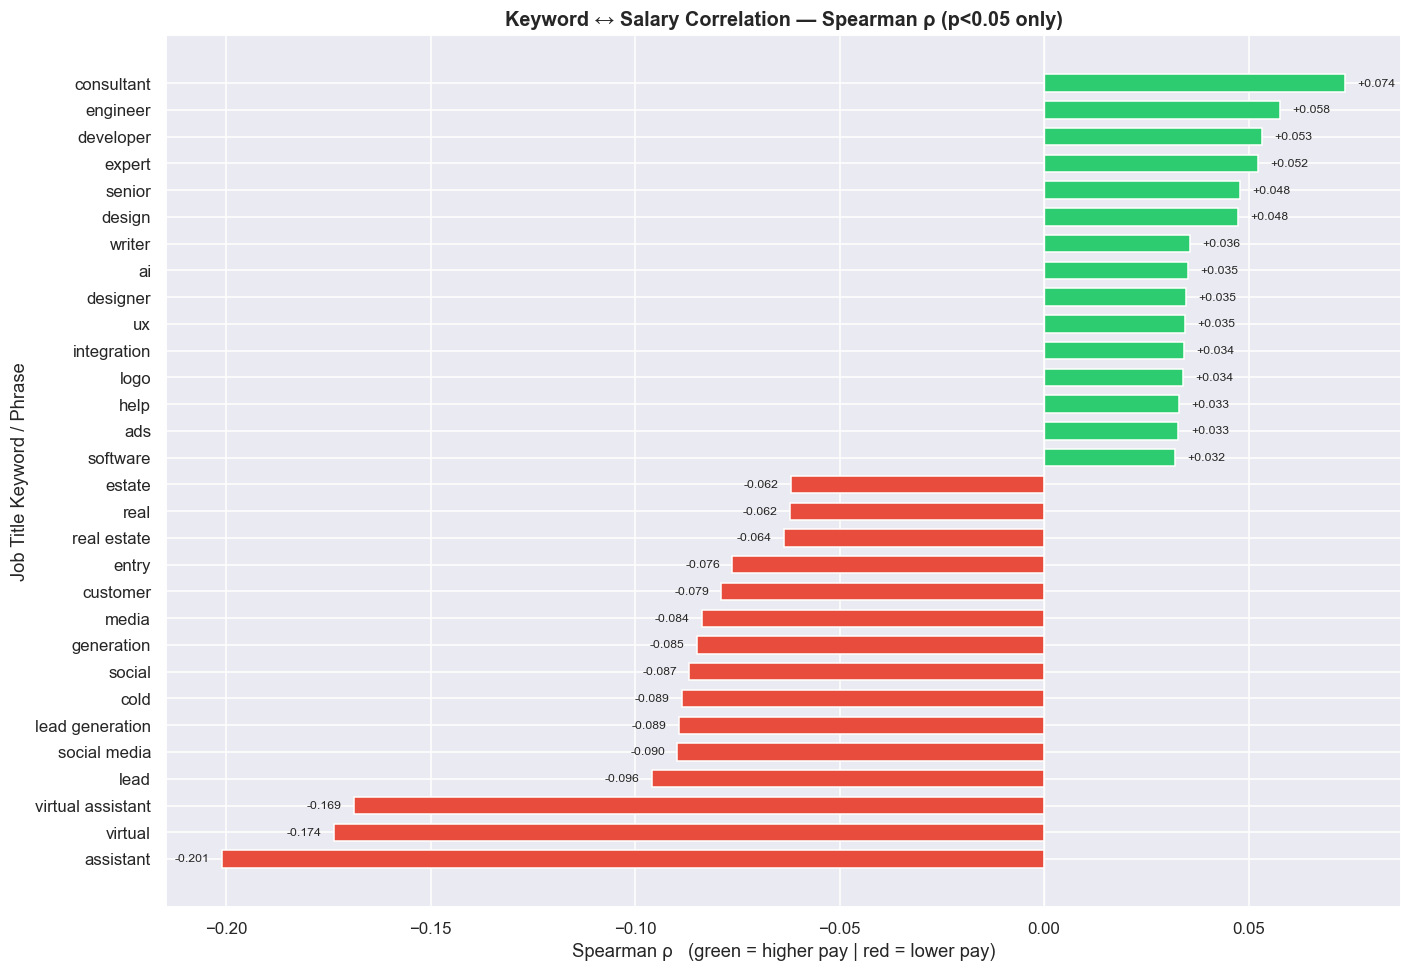 Keyword ↔ Salary Correlation — Spearman ρ (p<0.05 only)
Job Title Keyword / Phrase
consultant +0.074
engineer +0.058
developer +0.053
expert +0.052
senior +0.048
design +0.048
writer +0.036
ai +0.035
designer +0.035
ux +0.035
integration +0.034
logo +0.034
help +0.033
ads +0.033
software +0.032
estate -0.062
real -0.062
real estate -0.064
entry -0.076
customer -0.079
media -0.084
generation -0.085
social -0.087
cold -0.089
lead generation -0.089
social media -0.090
lead -0.096
virtual assistant -0.169
virtual -0.174
assistant -0.201
−0.20 −0.15 −0.10 −0.05 0.00 0.05
Spearman ρ (green = higher pay | red = lower pay)